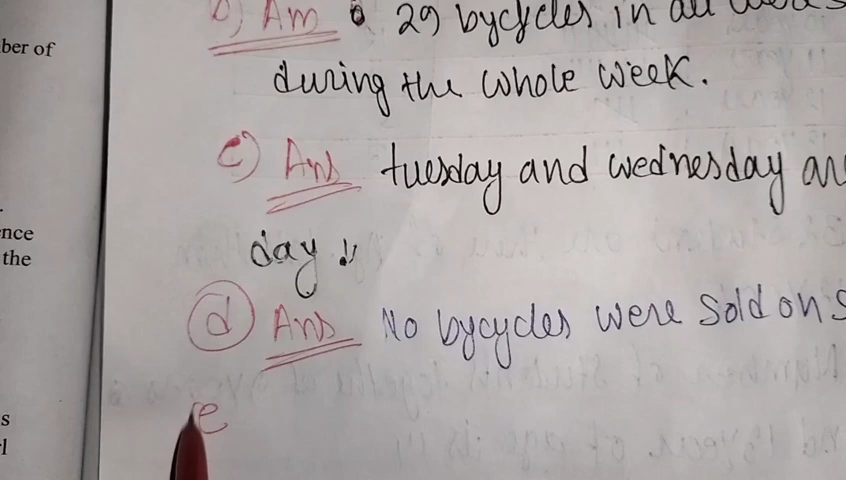 ber of
nce
the
s
b) Ans 29 bycycles in all
during the whole week.
c) Ans tuesday and wednesday
day
d Ans No bycycles were sold on s
e